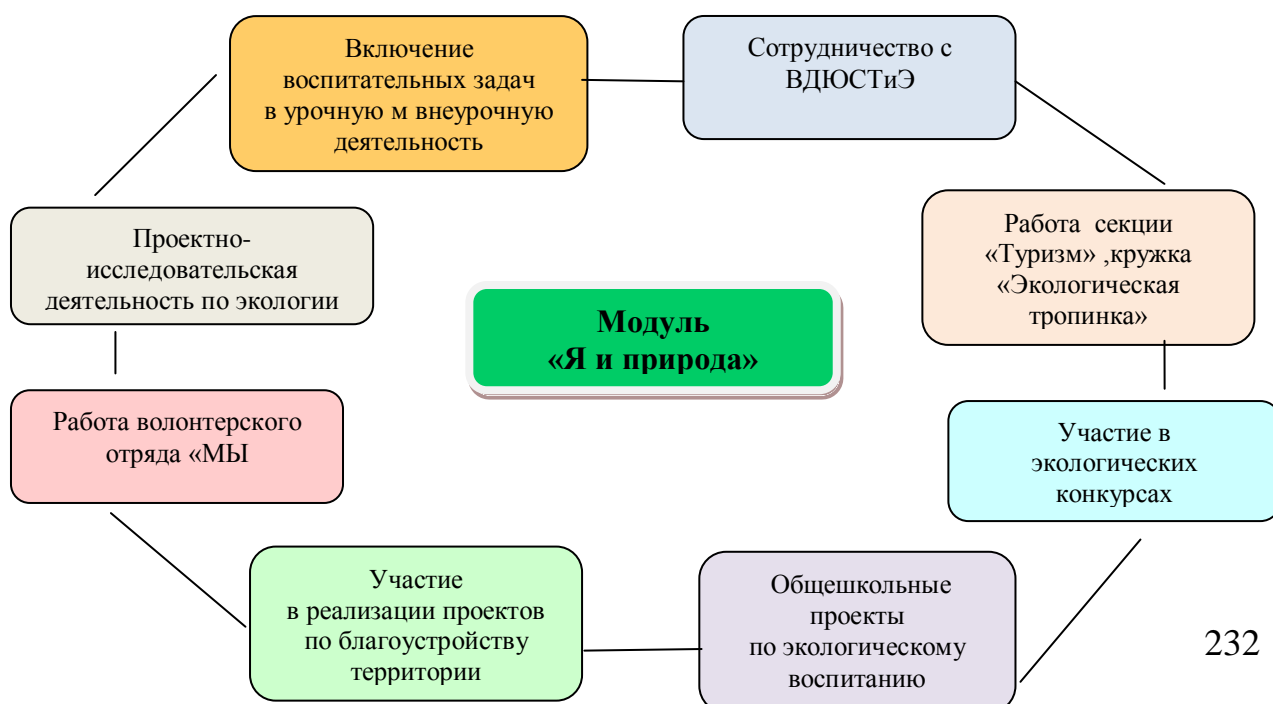 Включение
воспитательных задач
в урочную м внеурочную
деятельность
Сотрудничество с
ВДЮСТиЭ
Проектно-
исследовательская
деятельность по экологии
Работа  секции
«Туризм» ,кружка
«Экологическая
тропинка»
Модуль
«Я и природа»
Работа волонтерского
отряда «МЫ
Участие в
экологических
конкурсах
Участие
в реализации проектов
по благоустройству
территории
Общешкольные
проекты
по экологическому
воспитанию
232